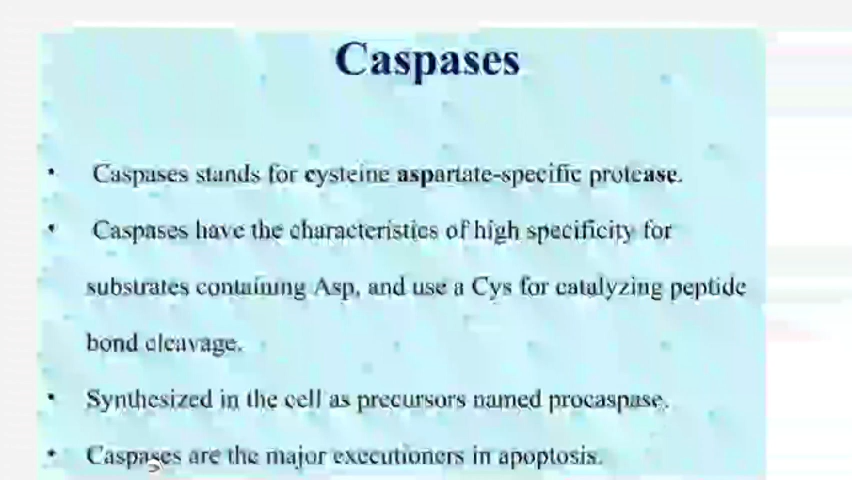 Caspases
• Caspases stands for cysteine aspartate-specific protease.
• Caspases have the characteristics of high specificity for
substrates containing Asp, and use a Cys for catalyzing peptide
bond cleavage.
• Synthesized in the cell as precursors named procaspase.
• Caspases are the major executioners in apoptosis.